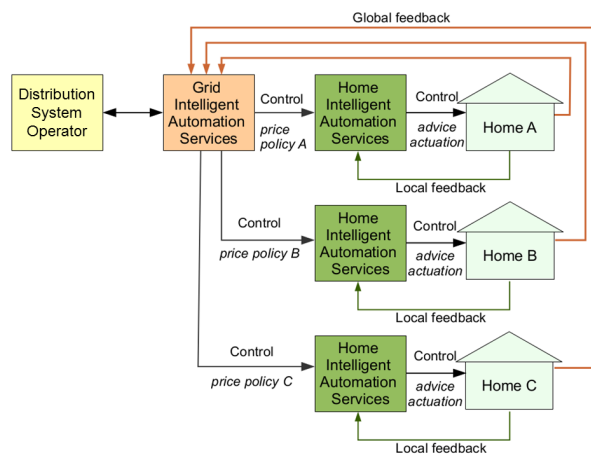 Global feedback
Distribution
System
Operator
Grid
Intelligent
Automation
Services
Control
price
policy A
Home
Intelligent
Automation
Services
Control
advice
actuation
Home A
Local feedback
Control
price policy B
Home
Intelligent
Automation
Services
Control
advice
actuation
Home B
Local feedback
Control
price policy C
Home
Intelligent
Automation
Services
Control
advice
actuation
Home C
Local feedback